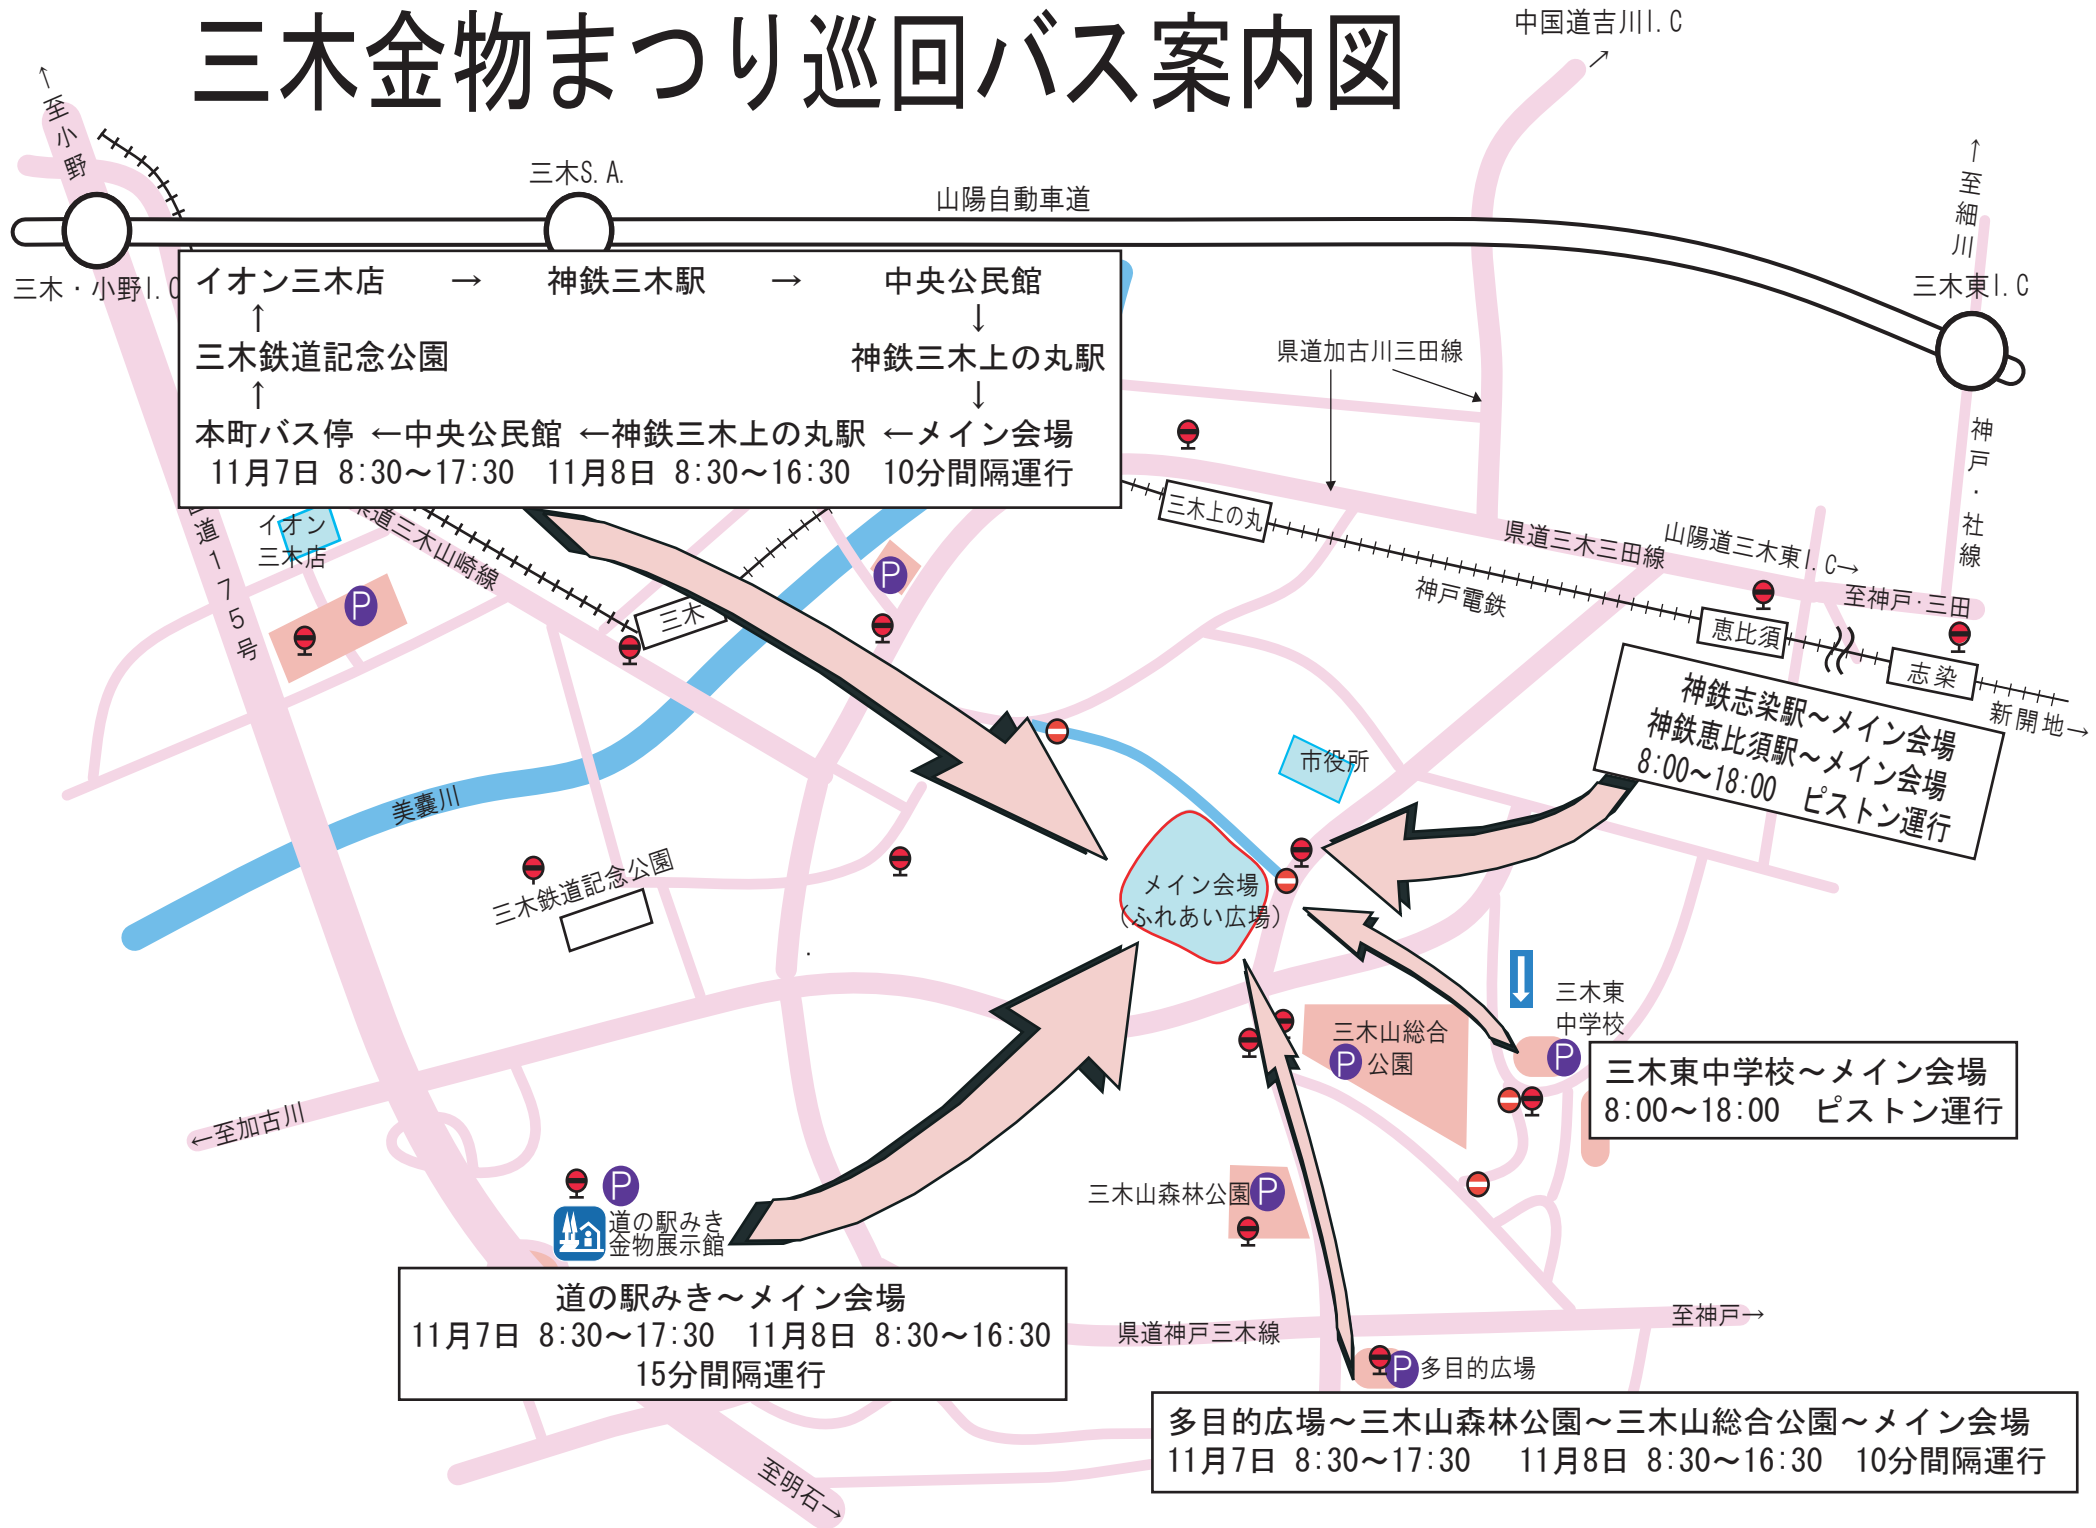 三木金物まつり巡回バス案内図
中国道吉川I.C
→
←至小野
三木S.A.
山陽自動車道
←至細川
三木・小野I.C
三木東I.C
イオン三木店 → 神鉄三木駅 → 中央公民館
↑ ↓
三木鉄道記念公園 神鉄三木上の丸駅
↑ ↓
本町バス停 ←中央公民館 ←神鉄三木上の丸駅 ←メイン会場
11月7日 8:30～17:30 11月8日 8:30～16:30 10分間隔運行
県道加古川三田線
神戸・社線
道175号
イオン
三木店
道三木山崎線
P
P
三木
三木上の丸
県道三木三田線
山陽道三木東I.C→
至神戸・三田
神戸電鉄
恵比須
志染
新開地→
神鉄志染駅～メイン会場
神鉄恵比須駅～メイン会場
8:00～18:00 ピストン運行
市役所
美嚢川
三木鉄道記念公園
メイン会場
（ふれあい広場）
三木東
中学校
P
三木山総合
P 公園
三木東中学校～メイン会場
8:00～18:00 ピストン運行
←至加古川
P
道の駅みき
金物展示館
三木山森林公園 P
道の駅みき～メイン会場
11月7日 8:30～17:30 11月8日 8:30～16:30
15分間隔運行
県道神戸三木線
至神戸→
P 多目的広場
多目的広場～三木山森林公園～三木山総合公園～メイン会場
11月7日 8:30～17:30 11月8日 8:30～16:30 10分間隔運行
至明石→